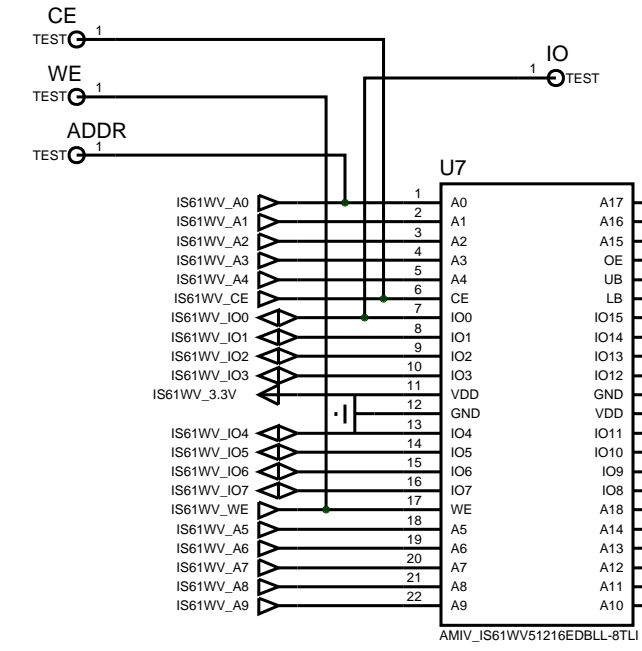 CE
TEST 1
WE
TEST 1
ADDR
TEST 1
IO
1 TEST
U7
IS61WV_A0 1 A0 A17
IS61WV_A1 2 A1 A16
IS61WV_A2 3 A2 A15
IS61WV_A3 4 A3 OE
IS61WV_A4 5 A4 UB
IS61WV_CE 6 CE LB
IS61WV_IO0 7 IO0 IO15
IS61WV_IO1 8 IO1 IO14
IS61WV_IO2 9 IO2 IO13
IS61WV_IO3 10 IO3 IO12
IS61WV_3.3V 11 VDD GND
12 GND VDD
IS61WV_IO4 13 IO4 IO11
IS61WV_IO5 14 IO5 IO10
IS61WV_IO6 15 IO6 IO9
IS61WV_IO7 16 IO7 IO8
IS61WV_WE 17 WE A18
IS61WV_A5 18 A5 A14
IS61WV_A6 19 A6 A13
IS61WV_A7 20 A7 A12
IS61WV_A8 21 A8 A11
IS61WV_A9 22 A9 A10
AMIV_IS61WV51216EDBLL-8TLI